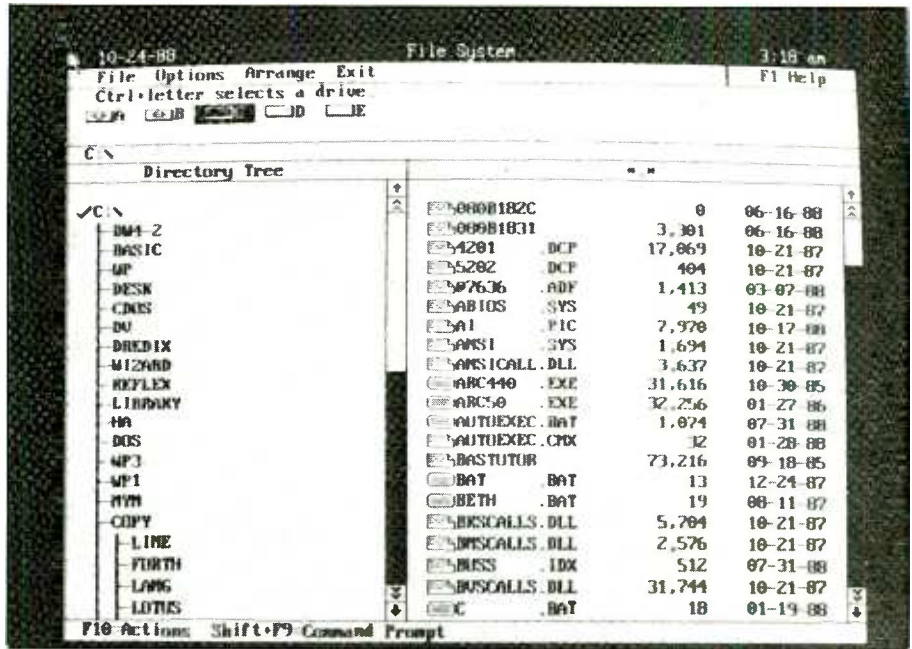 10-24-88 File System 3:18 am
File Options Arrange Exit F1 Help
Ctrl+letter selects a drive
A B D E
C:\
Directory Tree *.*
✓C:\
DW4-2
BASIC
WP
DESK
CDOS
DV
DREDIX
WIZARD
REFLEX
LIBRARY
HA
DOS
WP3
WP1
MYM
COPY
LINE
FORTH
LANG
LOTUS
000B182C 0 06-16-88
000B1831 3,301 06-16-88
4201 .DCP 17,069 10-21-87
5202 .DCP 404 10-21-87
@7636 .ADF 1,413 03-07-88
ABIOS .SYS 49 10-21-87
A1 .PIC 7,970 10-17-88
ANSI .SYS 1,694 10-21-87
ANSICALL.DLL 3,637 10-21-87
ARC440 .EXE 31,616 10-30-85
ARC50 .EXE 32,256 01-27-86
AUTOEXEC.BAT 1,074 07-31-88
AUTOEXEC.CMX 32 01-28-88
BASTUTOR 73,216 09-18-85
BAT .BAT 13 12-24-87
BETH .BAT 19 08-11-87
BKSCALLS.DLL 5,704 10-21-87
BMSCALLS.DLL 2,576 10-21-87
BUSS .IDX 512 07-31-88
BVSCALLS.DLL 31,744 10-21-87
C .BAT 18 01-19-88
F10=Actions Shift+F9=Command Prompt